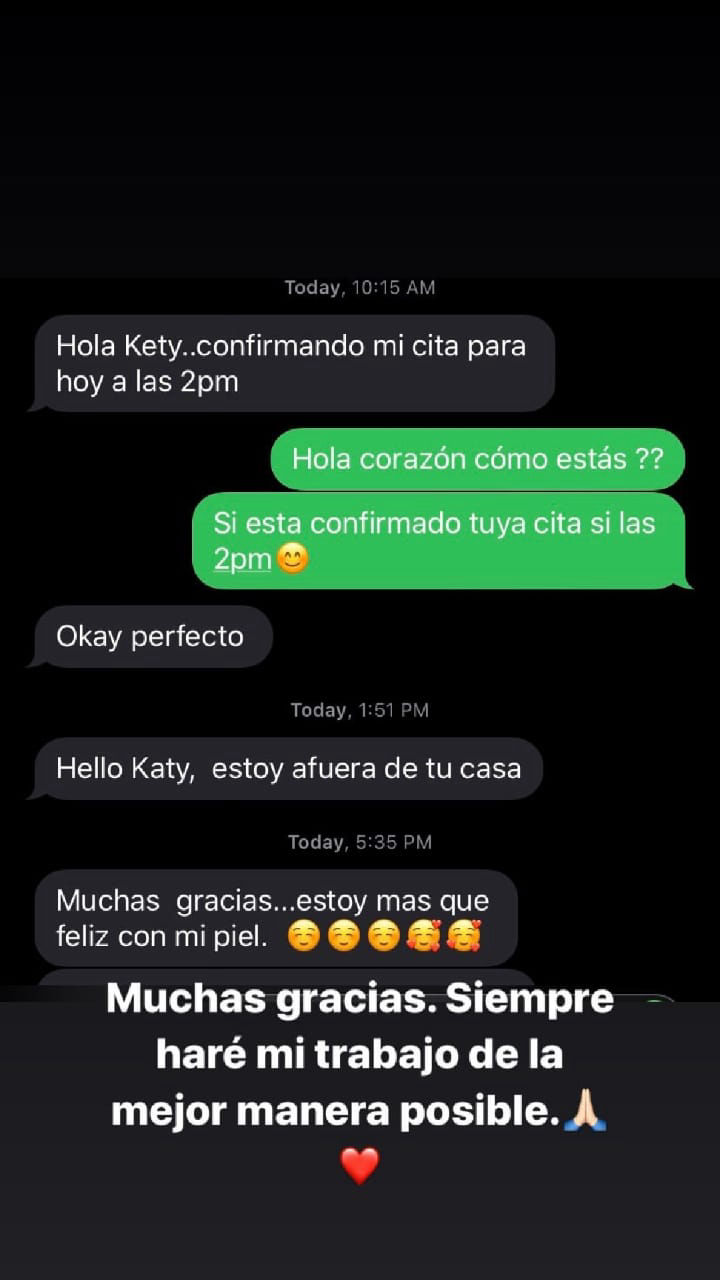 Today, 10:15 AM
Hola Kety..confirmando mi cita para
hoy a las 2pm
Hola corazón cómo estás ??
Si esta confirmado tuya cita si las
2pm😊
Okay perfecto
Today, 1:51 PM
Hello Katy,  estoy afuera de tu casa
Today, 5:35 PM
Muchas  gracias...estoy mas que
feliz con mi piel.  ☺️☺️☺️🥰🥰
Muchas gracias. Siempre
haré mi trabajo de la
mejor manera posible.🙏🏻
❤️